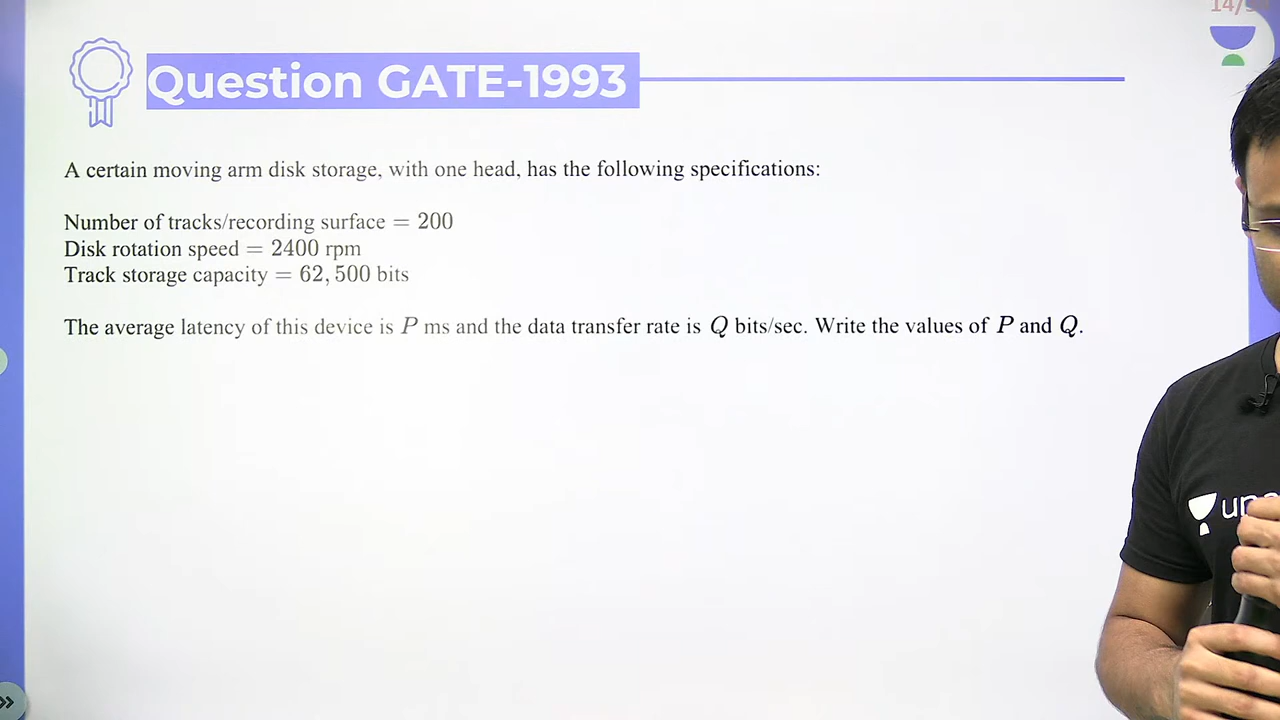 14/
Question GATE-1993
A certain moving arm disk storage, with one head, has the following specifications:
Number of tracks/recording surface = 200
Disk rotation speed = 2400 rpm
Track storage capacity = 62, 500 bits
The average latency of this device is P ms and the data transfer rate is Q bits/sec. Write the values of P and Q.